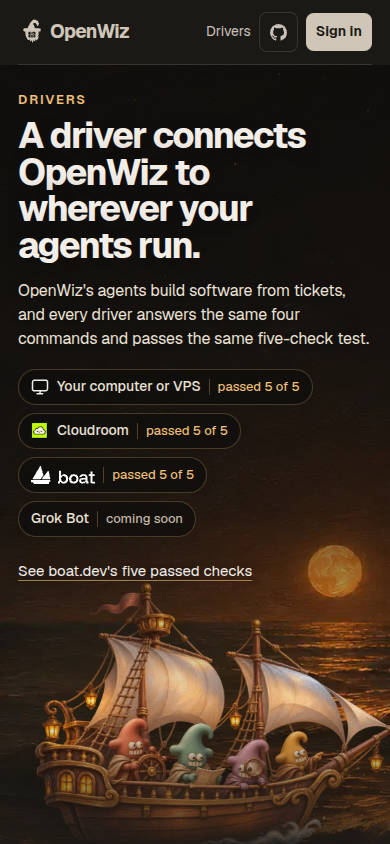 OpenWiz
Drivers
Sign in
DRIVERS
A driver connects
OpenWiz to
wherever your
agents run.
OpenWiz's agents build software from tickets,
and every driver answers the same four
commands and passes the same five-check test.
Your computer or VPS passed 5 of 5
Cloudroom passed 5 of 5
boat passed 5 of 5
Grok Bot coming soon
See boat.dev's five passed checks